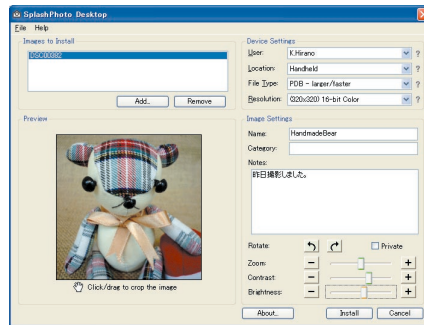 SplashPhoto Desktop
File Help
Images to Install
DSC00282
Add... Remove
Preview
Click/drag to crop the image
Device Settings
User: K.Hirano ?
Location: Handheld ?
File Type: PDB - larger/faster ?
Resolution: (320x320) 16-bit Color ?
Image Settings
Name: HandmadeBear
Category:
Notes:
昨日撮影しました。
Rotate: Private
Zoom: - +
Contrast: - +
Brightness: - +
About... Install Cancel